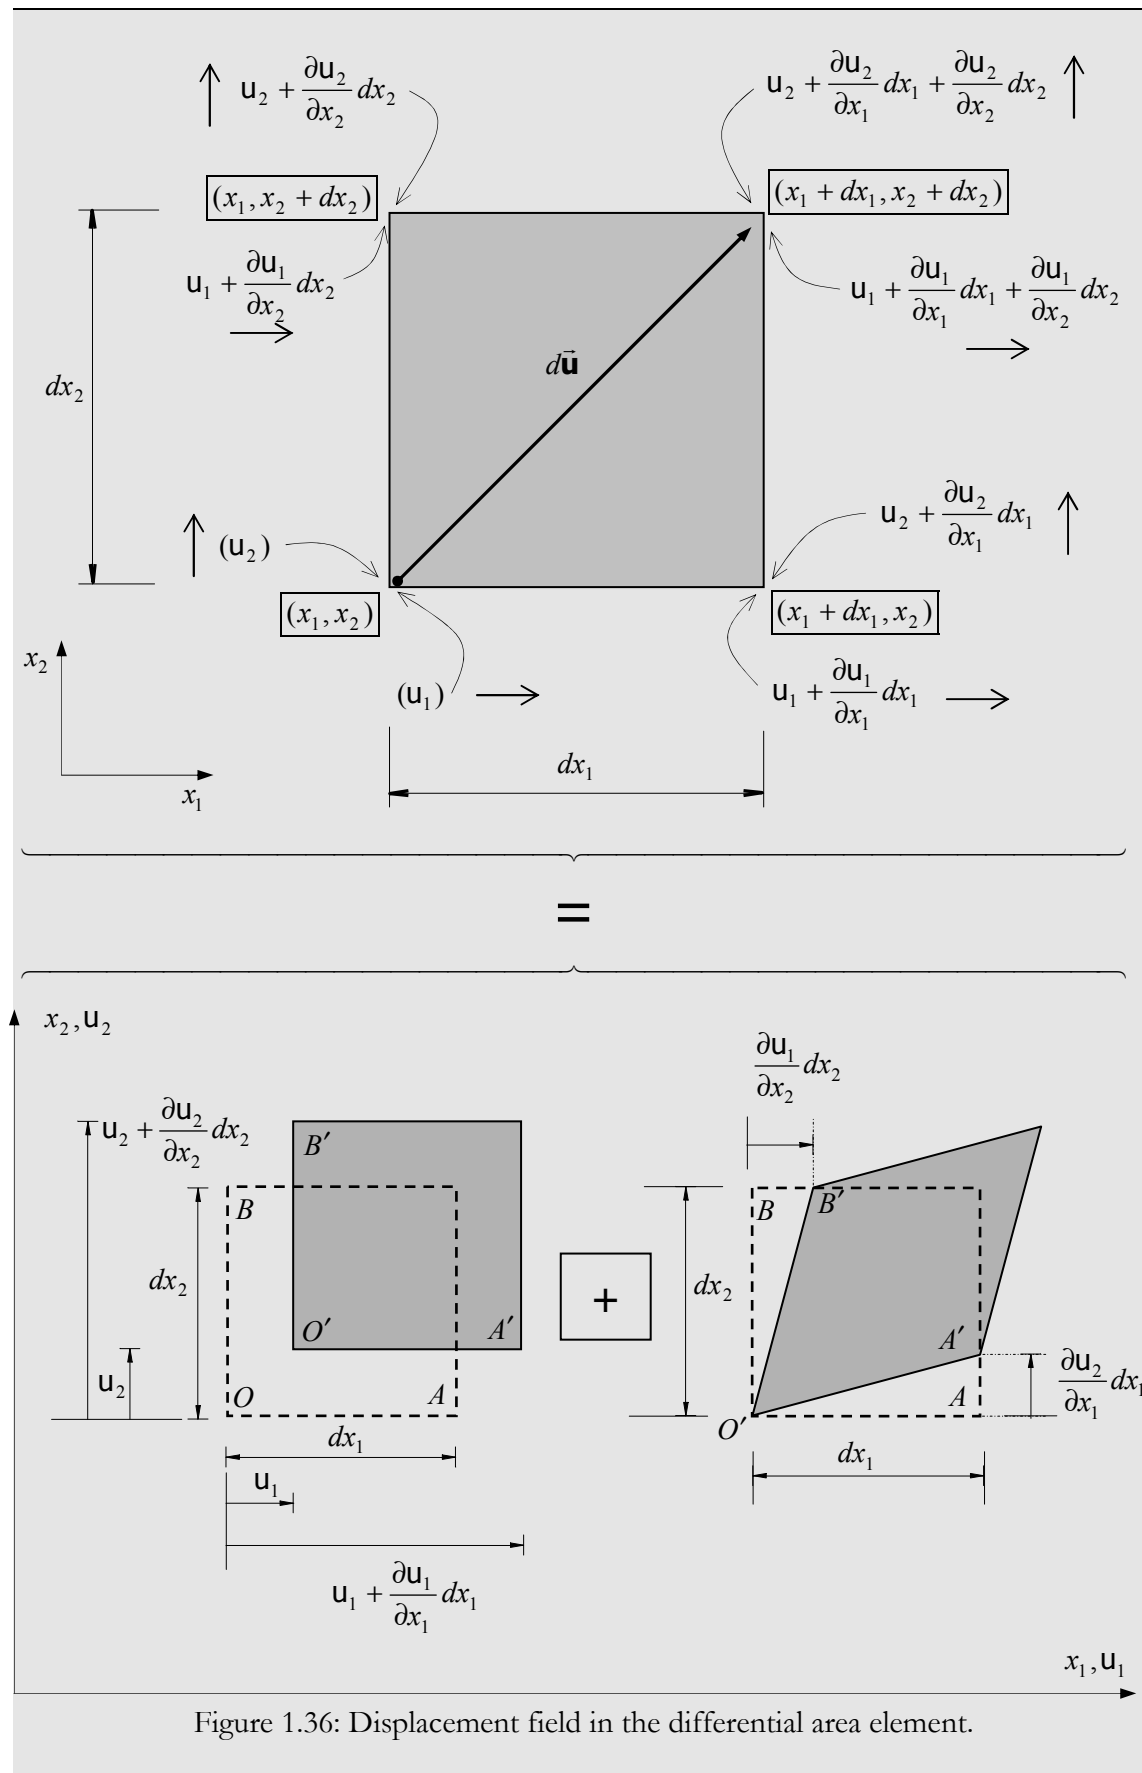 u₂ + ∂u₂/∂x₂ dx₂
u₂ + ∂u₂/∂x₁ dx₁ + ∂u₂/∂x₂ dx₂
(x₁, x₂ + dx₂)
(x₁ + dx₁, x₂ + dx₂)
u₁ + ∂u₁/∂x₂ dx₂
u₁ + ∂u₁/∂x₁ dx₁ + ∂u₁/∂x₂ dx₂
du⃗
dx₂
(u₂)
u₂ + ∂u₂/∂x₁ dx₁
(x₁, x₂)
(x₁ + dx₁, x₂)
x₂
(u₁)
u₁ + ∂u₁/∂x₁ dx₁
dx₁
x₁
=
x₂, u₂
∂u₁/∂x₂ dx₂
u₂ + ∂u₂/∂x₂ dx₂
B′
B
B
B′
dx₂
dx₂
+
O′
A′
A′
u₂
∂u₂/∂x₁ dx₁
O
A
A
O′
dx₁
dx₁
u₁
u₁ + ∂u₁/∂x₁ dx₁
x₁, u₁
Figure 1.36: Displacement field in the differential area element.